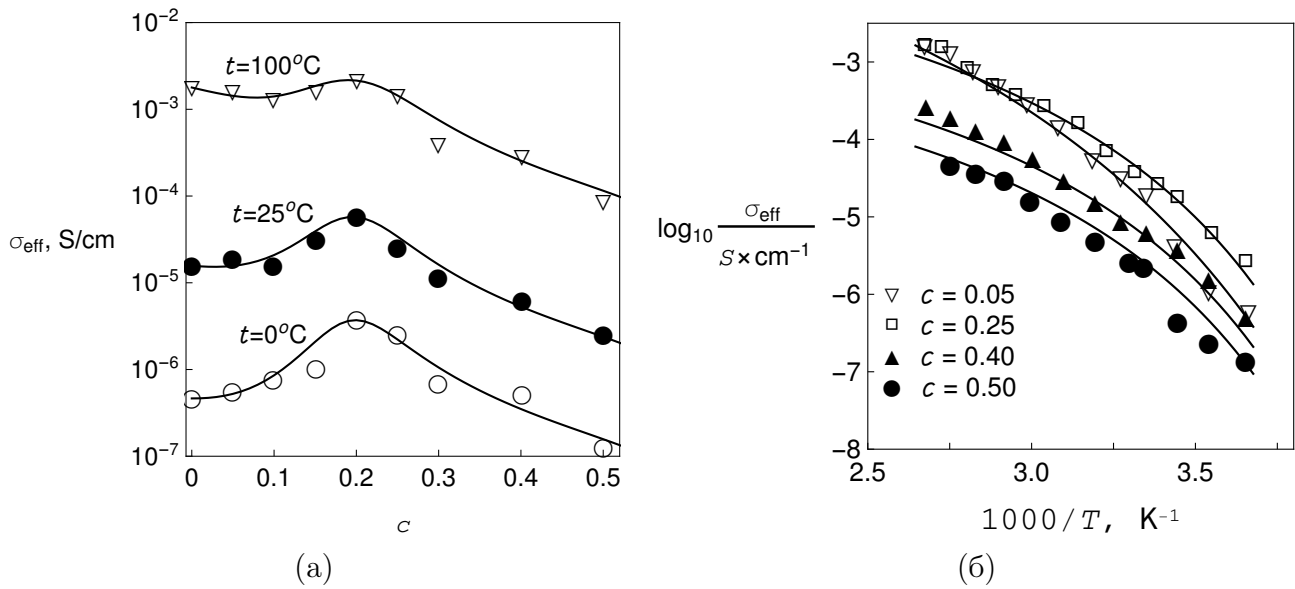 10⁻²
10⁻³
10⁻⁴
10⁻⁵
10⁻⁶
10⁻⁷
σeff, S/cm
t=100°C
t=25°C
t=0°C
0 0.1 0.2 0.3 0.4 0.5
c
(а)
-3
-4
-5
-6
-7
-8
log₁₀ σeff / S×cm⁻¹
c = 0.05
c = 0.25
c = 0.40
c = 0.50
2.5 3.0 3.5
1000/T, K⁻¹
(б)